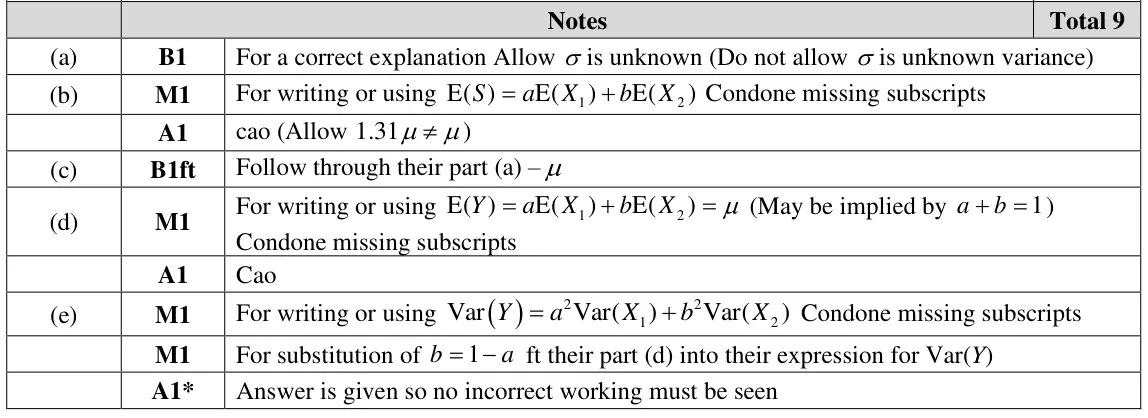 Notes Total 9
(a) B1 For a correct explanation Allow σ is unknown (Do not allow σ is unknown variance)
(b) M1 For writing or using E(S) = aE(X₁) + bE(X₂) Condone missing subscripts
A1 cao (Allow 1.31μ ≠ μ)
(c) B1ft Follow through their part (a) – μ
(d) M1 For writing or using E(Y) = aE(X₁) + bE(X₂) = μ (May be implied by a + b = 1)
Condone missing subscripts
A1 Cao
(e) M1 For writing or using Var(Y) = a²Var(X₁) + b²Var(X₂) Condone missing subscripts
M1 For substitution of b = 1 – a ft their part (d) into their expression for Var(Y)
A1* Answer is given so no incorrect working must be seen